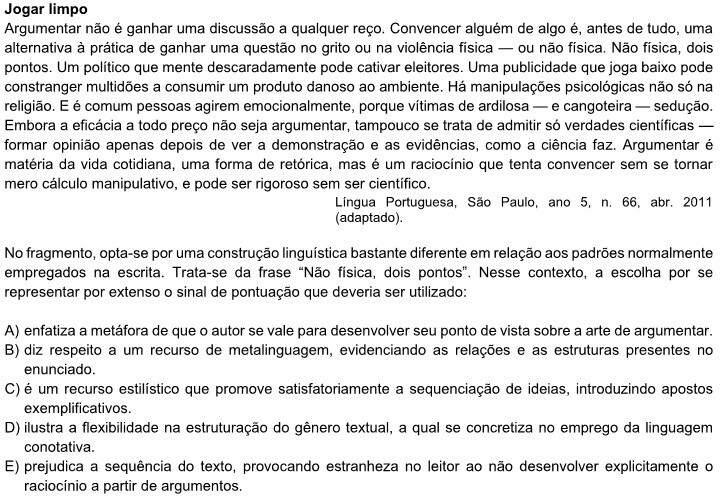 Jogar limpo
Argumentar não é ganhar uma discussão a qualquer reço. Convencer alguém de algo é, antes de tudo, uma
alternativa à prática de ganhar uma questão no grito ou na violência física — ou não física. Não física, dois
pontos. Um político que mente descaradamente pode cativar eleitores. Uma publicidade que joga baixo pode
constranger multidões a consumir um produto danoso ao ambiente. Há manipulações psicológicas não só na
religião. E é comum pessoas agirem emocionalmente, porque vítimas de ardilosa — e cangoteira — sedução.
Embora a eficácia a todo preço não seja argumentar, tampouco se trata de admitir só verdades científicas —
formar opinião apenas depois de ver a demonstração e as evidências, como a ciência faz. Argumentar é
matéria da vida cotidiana, uma forma de retórica, mas é um raciocínio que tenta convencer sem se tornar
mero cálculo manipulativo, e pode ser rigoroso sem ser científico.
Língua Portuguesa, São Paulo, ano 5, n. 66, abr. 2011
(adaptado).
No fragmento, opta-se por uma construção linguística bastante diferente em relação aos padrões normalmente
empregados na escrita. Trata-se da frase “Não física, dois pontos”. Nesse contexto, a escolha por se
representar por extenso o sinal de pontuação que deveria ser utilizado:
A) enfatiza a metáfora de que o autor se vale para desenvolver seu ponto de vista sobre a arte de argumentar.
B) diz respeito a um recurso de metalinguagem, evidenciando as relações e as estruturas presentes no
enunciado.
C) é um recurso estilístico que promove satisfatoriamente a sequenciação de ideias, introduzindo apostos
exemplificativos.
D) ilustra a flexibilidade na estruturação do gênero textual, a qual se concretiza no emprego da linguagem
conotativa.
E) prejudica a sequência do texto, provocando estranheza no leitor ao não desenvolver explicitamente o
raciocínio a partir de argumentos.